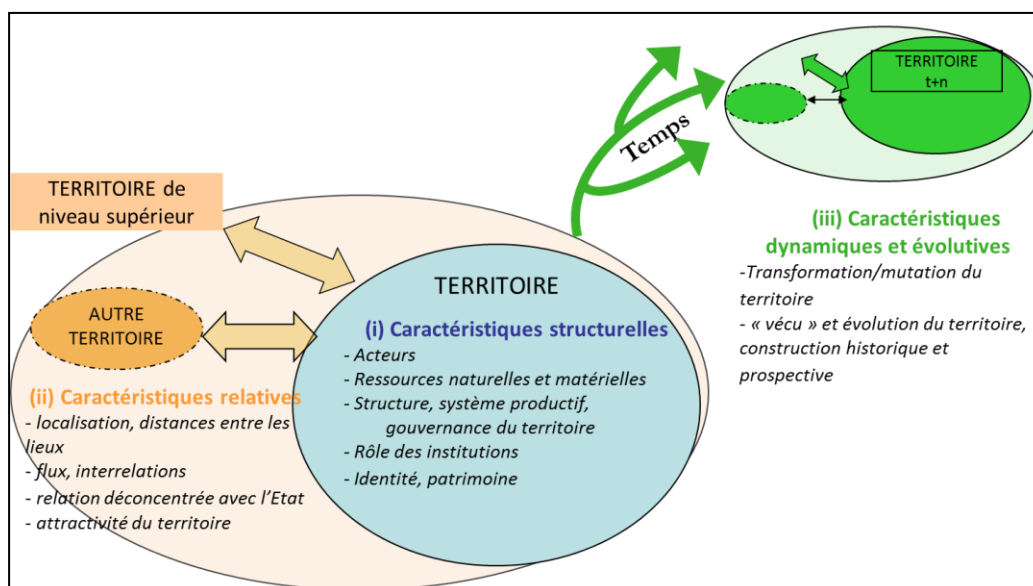 TERRITOIRE
t+n
Temps
TERRITOIRE de
niveau supérieur
(iii) Caractéristiques
dynamiques et évolutives
-Transformation/mutation du
territoire
- « vécu » et évolution du territoire,
construction historique et
prospective
TERRITOIRE
(i) Caractéristiques structurelles
- Acteurs
- Ressources naturelles et matérielles
- Structure, système productif,
gouvernance du territoire
- Rôle des institutions
- Identité, patrimoine
AUTRE
TERRITOIRE
(ii) Caractéristiques relatives
- localisation, distances entre les
lieux
- flux, interrelations
- relation déconcentrée avec l’Etat
- attractivité du territoire